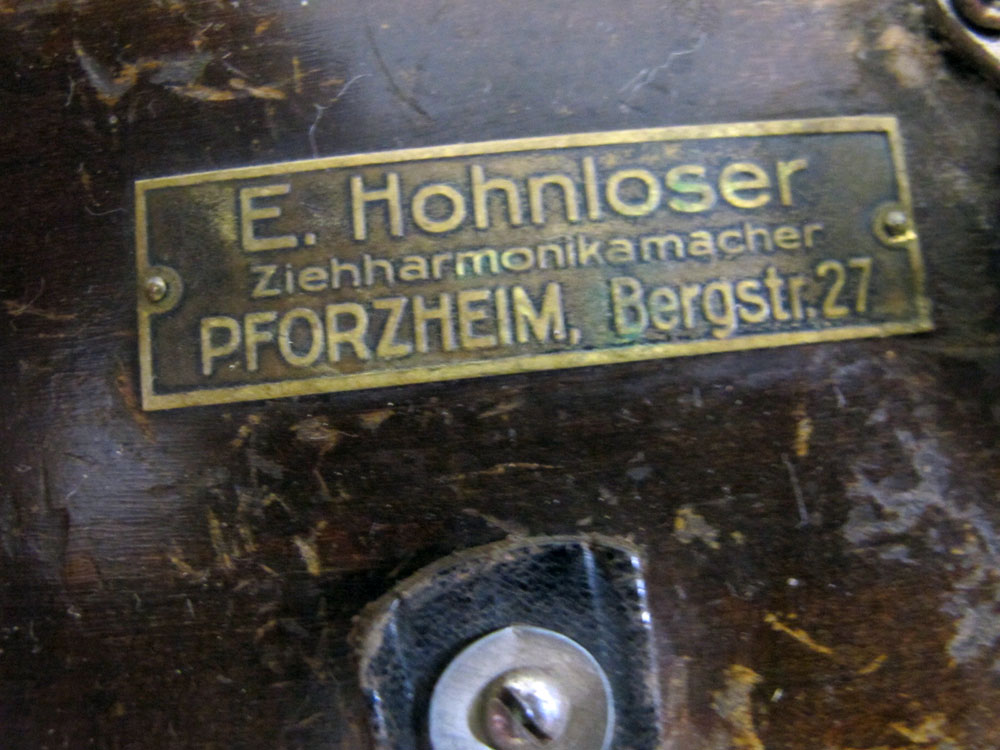 E. Hohnloser
Ziehharmonikamacher
PFORZHEIM, Bergstr. 27